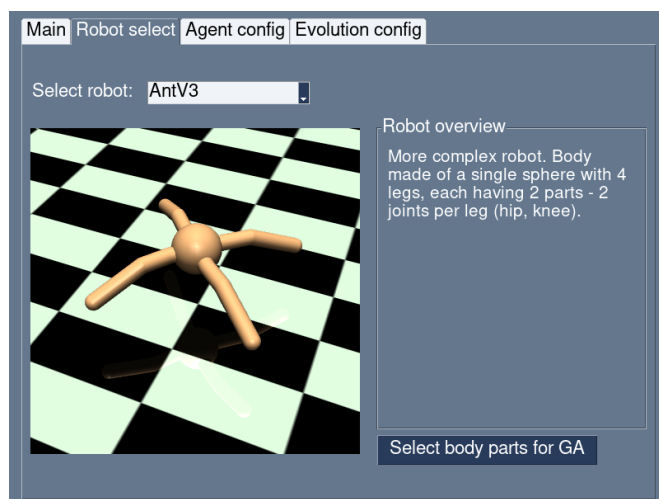 Main Robot select Agent config Evolution config
Select robot: AntV3
Robot overview
More complex robot. Body
made of a single sphere with 4
legs, each having 2 parts - 2
joints per leg (hip, knee).
Select body parts for GA